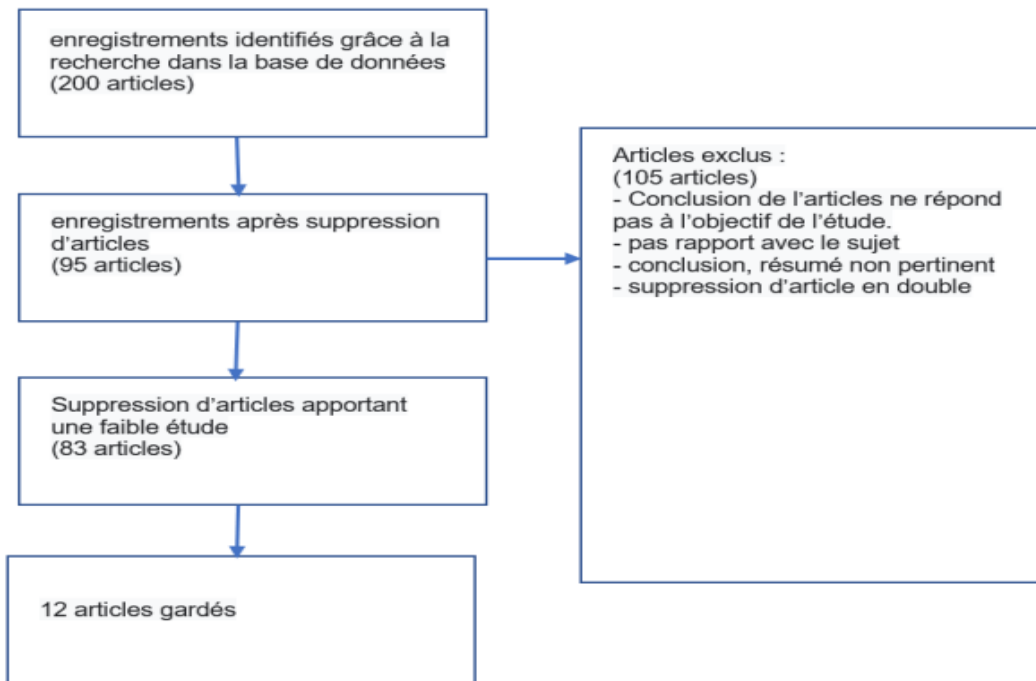 enregistrements identifiés grâce à la
recherche dans la base de données
(200 articles)
enregistrements après suppression
d'articles
(95 articles)
Articles exclus :
(105 articles)
- Conclusion de l'articles ne répond
pas à l'objectif de l'étude.
- pas rapport avec le sujet
- conclusion, résumé non pertinent
- suppression d'article en double
Suppression d'articles apportant
une faible étude
(83 articles)
12 articles gardés